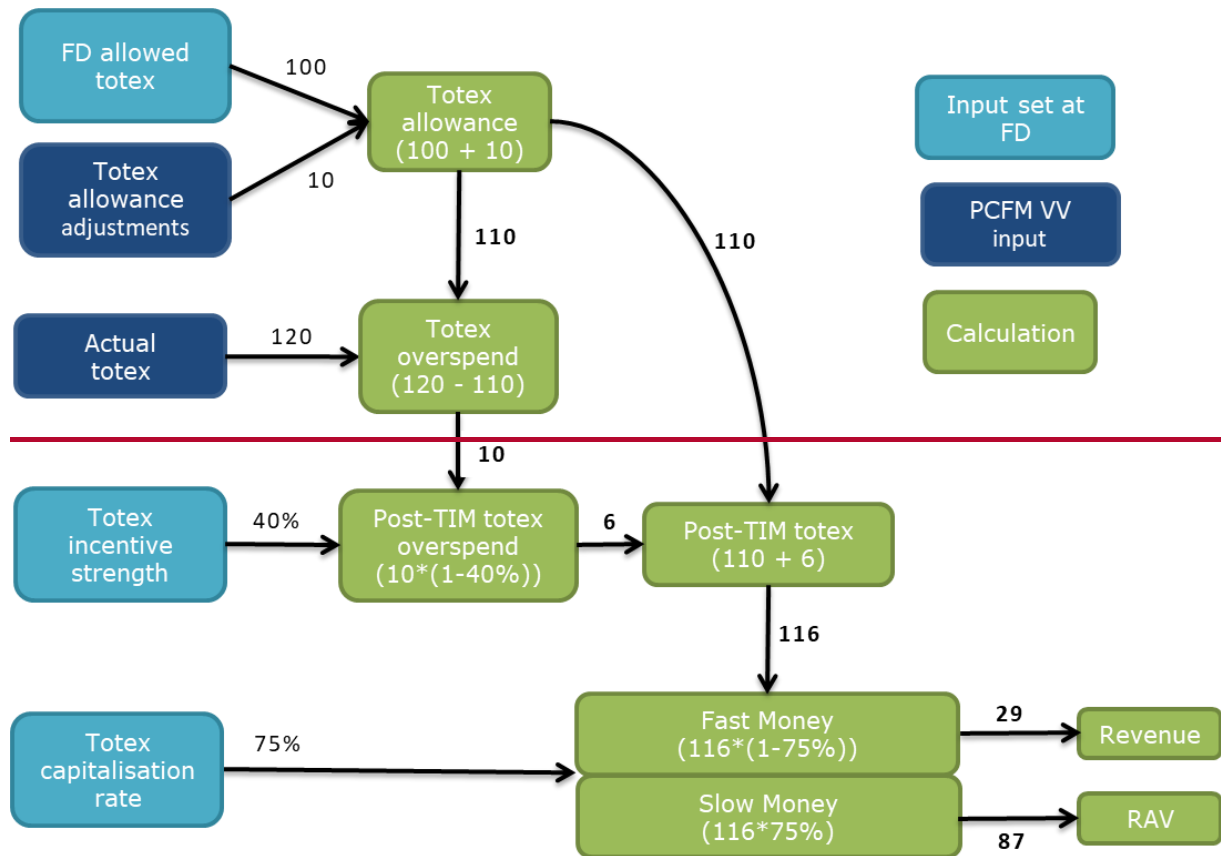 FD allowed
totex
100
Totex
allowance
(100 + 10)
Input set at
FD
Totex
allowance
adjustments
10
PCFM VV
input
110
110
Actual
totex
120
Totex
overspend
(120 - 110)
Calculation
10
Totex
incentive
strength
40%
Post-TIM totex
overspend
(10*(1-40%))
6
Post-TIM totex
(110 + 6)
116
Totex
capitalisation
rate
75%
Fast Money
(116*(1-75%))
29
Revenue
Slow Money
(116*75%)
87
RAV